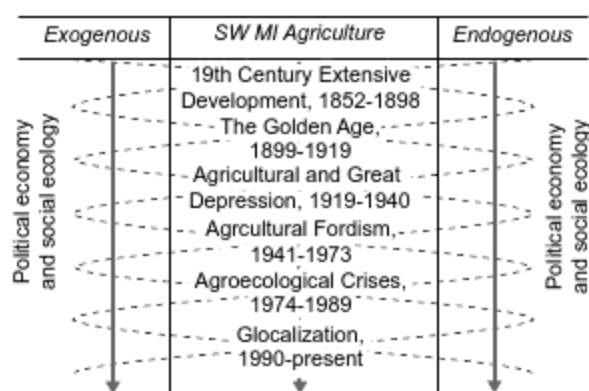 Exogenous
SW MI Agriculture
Endogenous
Political economy
and social ecology
19th Century Extensive
Development, 1852-1898
The Golden Age,
1899-1919
Agricultural and Great
Depression, 1919-1940
Agrcultural Fordism,
1941-1973
Agroecological Crises,
1974-1989
Glocalization,
1990-present
Political economy
and social ecology